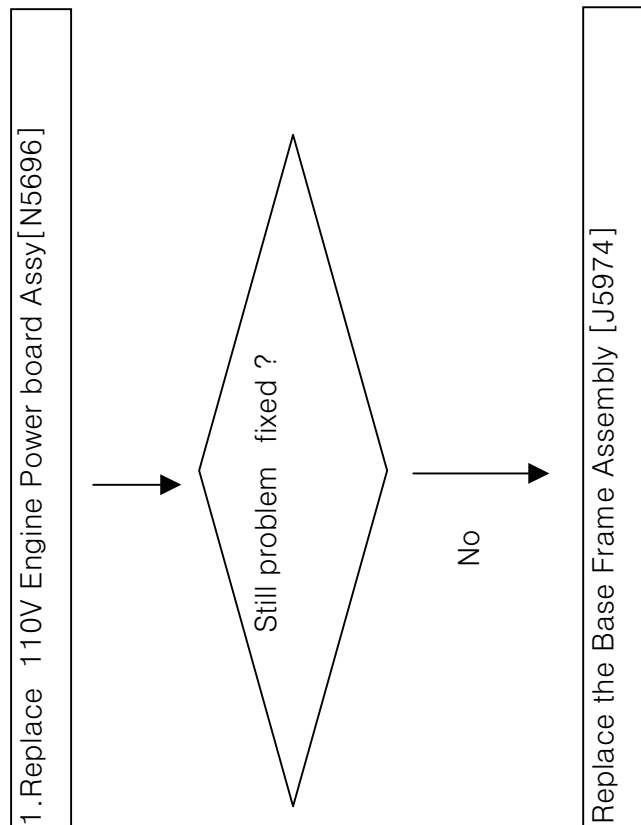 1.Replace 110V Engine Power board Assy[N5696]
Still problem fixed ?
No
Replace the Base Frame Assembly [J5974]